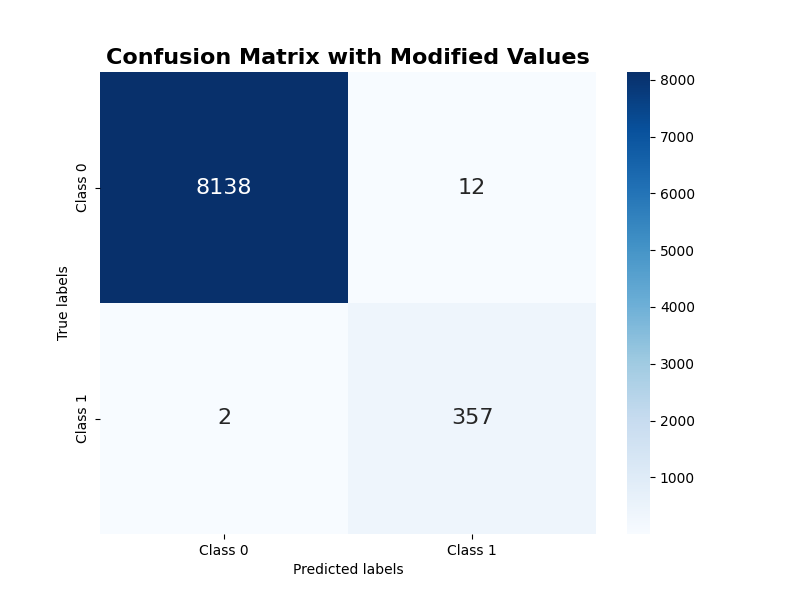 Confusion Matrix with Modified Values
8000
7000
6000
5000
4000
3000
2000
1000
True labels
Class 0
Class 1
8138
12
2
357
Class 0
Class 1
Predicted labels